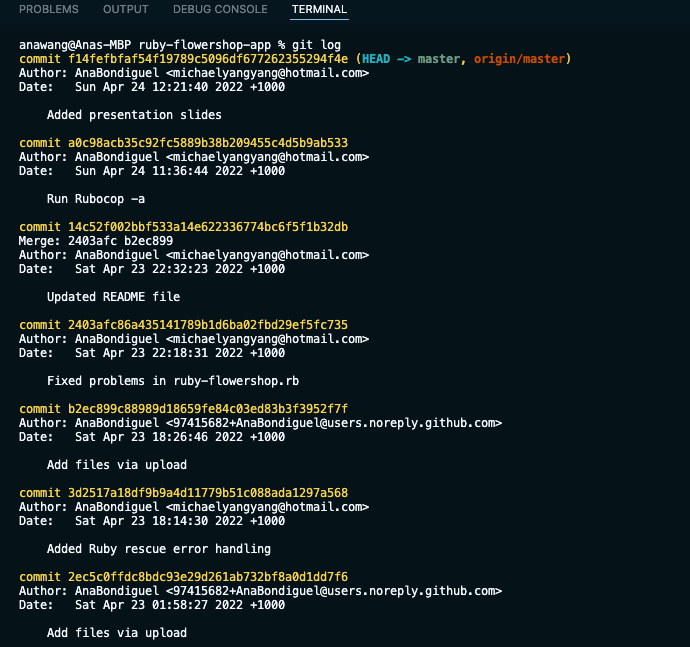 PROBLEMS OUTPUT DEBUG CONSOLE TERMINAL
anawang@Anas-MBP ruby-flowershop-app % git log
commit f14fefbfaf54f19789c5096df677262355294f4e (HEAD -> master, origin/master)
Author: AnaBondiguel <michaelyangyang@hotmail.com>
Date:   Sun Apr 24 12:21:40 2022 +1000
Added presentation slides
commit a0c98acb35c92fc5889b38b209455c4d5b9ab533
Author: AnaBondiguel <michaelyangyang@hotmail.com>
Date:   Sun Apr 24 11:36:44 2022 +1000
Run Rubocop -a
commit 14c52f002bbf533a14e622336774bc6f5f1b32db
Merge: 2403afc b2ec899
Author: AnaBondiguel <michaelyangyang@hotmail.com>
Date:   Sat Apr 23 22:32:23 2022 +1000
Updated README file
commit 2403afc86a435141789b1d6ba02fbd29ef5fc735
Author: AnaBondiguel <michaelyangyang@hotmail.com>
Date:   Sat Apr 23 22:18:31 2022 +1000
Fixed problems in ruby-flowershop.rb
commit b2ec899c88989d18659fe84c03ed83b3f3952f7f
Author: AnaBondiguel <97415682+AnaBondiguel@users.noreply.github.com>
Date:   Sat Apr 23 18:26:46 2022 +1000
Add files via upload
commit 3d2517a18df9b9a4d11779b51c088ada1297a568
Author: AnaBondiguel <michaelyangyang@hotmail.com>
Date:   Sat Apr 23 18:14:30 2022 +1000
Added Ruby rescue error handling
commit 2ec5c0ffdc8bdc93e29d261ab732bf8a0d1dd7f6
Author: AnaBondiguel <97415682+AnaBondiguel@users.noreply.github.com>
Date:   Sat Apr 23 01:58:27 2022 +1000
Add files via upload